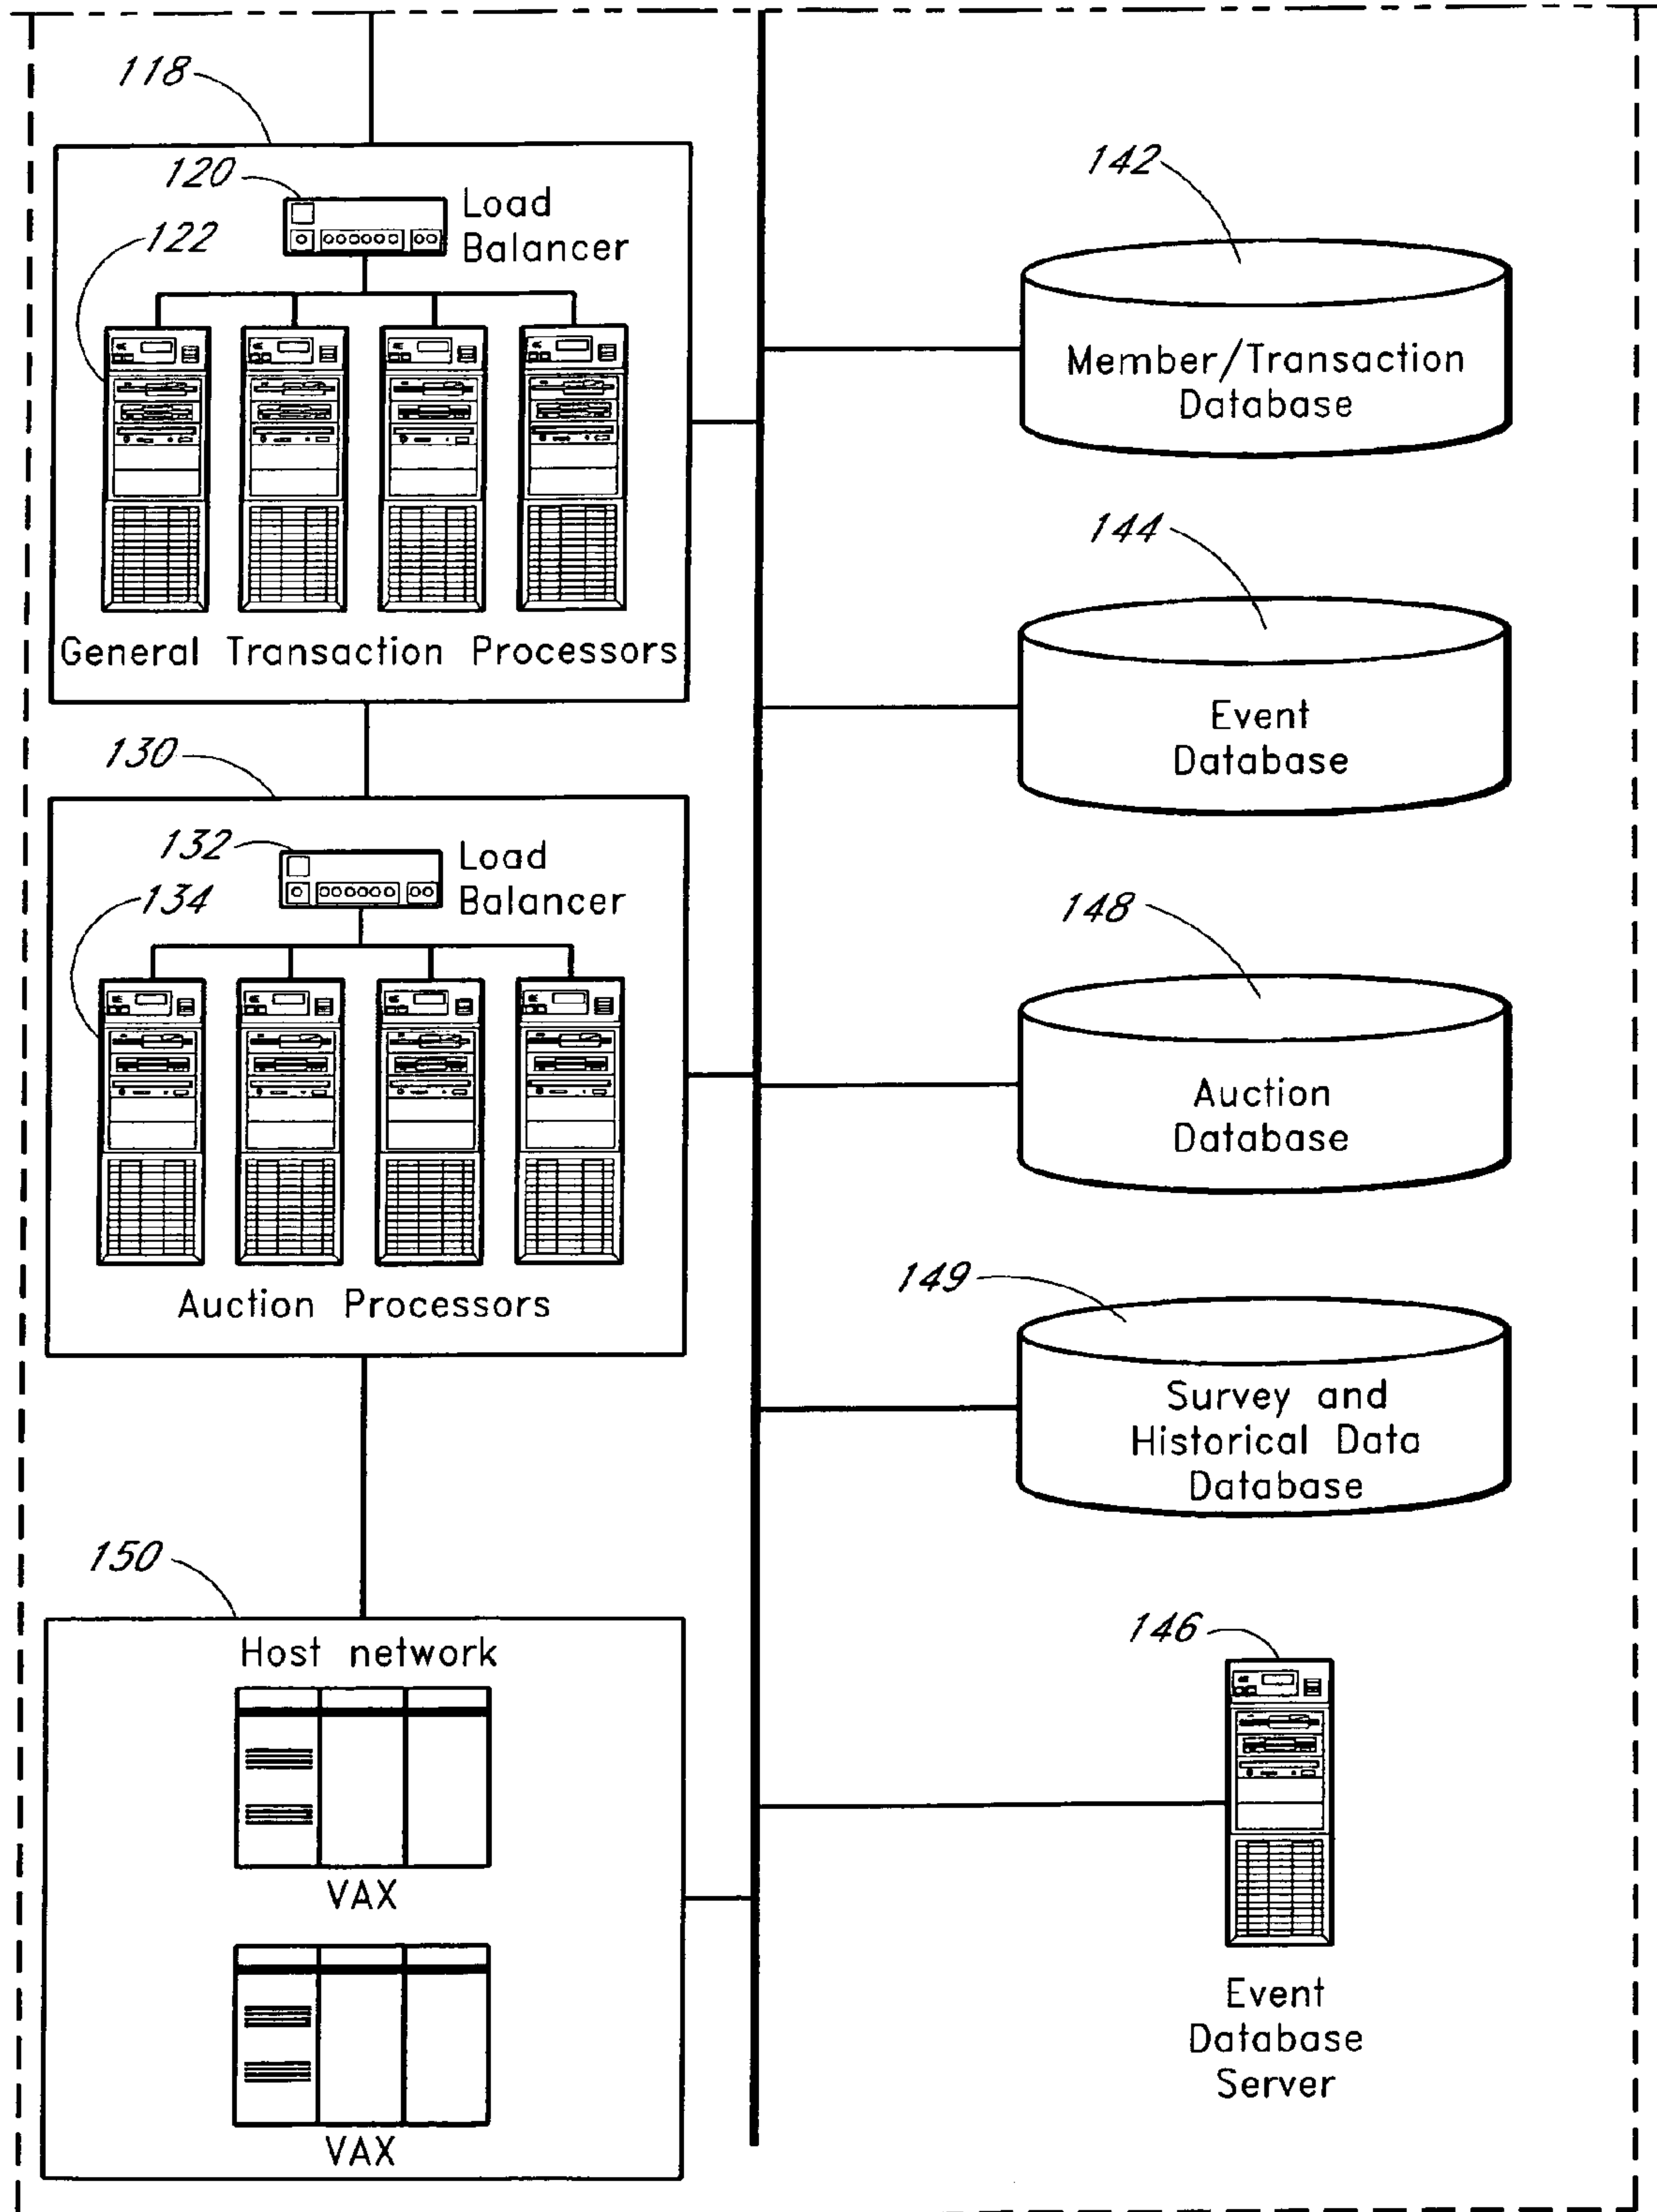 118
120
Load
Balancer
122
General Transaction Processors
130
132
Load
Balancer
134
Auction Processors
150
Host network
VAX
VAX
142
Member/Transaction
Database
144
Event
Database
148
Auction
Database
149
Survey and
Historical Data
Database
146
Event
Database
Server